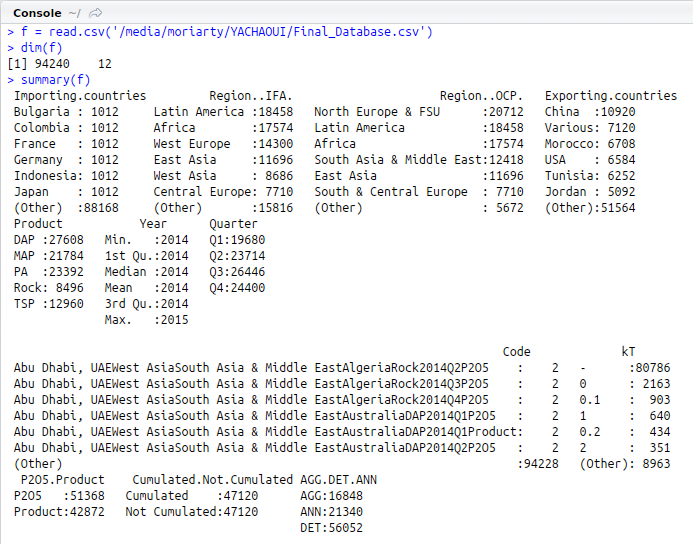 Console ~/
> f = read.csv('/media/moriarty/YACHAOUI/Final_Database.csv')
> dim(f)
[1] 94240    12
> summary(f)
 Importing.countries         Region..IFA.                      Region..OCP.   Exporting.countries
 Bulgaria : 1012     Latin America :18458   North Europe & FSU      :20712   China  :10920
 Colombia : 1012     Africa        :17574   Latin America           :18458   Various: 7120
 France   : 1012     West Europe   :14300   Africa                  :17574   Morocco: 6708
 Germany  : 1012     East Asia     :11696   South Asia & Middle East:12418   USA    : 6584
 Indonesia: 1012     West Asia     : 8686   East Asia               :11696   Tunisia: 6252
 Japan    : 1012     Central Europe: 7710   South & Central Europe  : 7710   Jordan : 5092
 (Other)  :88168     (Other)       :15816   (Other)                 : 5672   (Other):51564
 Product           Year      Quarter
 DAP :27608   Min.   :2014   Q1:19680
 MAP :21784   1st Qu.:2014   Q2:23714
 PA  :23392   Median :2014   Q3:26446
 Rock: 8496   Mean   :2014   Q4:24400
 TSP :12960   3rd Qu.:2014
              Max.   :2015
                                                                       Code            kT
 Abu Dhabi, UAEWest AsiaSouth Asia & Middle EastAlgeriaRock2014Q2P2O5   :    2   -      :80786
 Abu Dhabi, UAEWest AsiaSouth Asia & Middle EastAlgeriaRock2014Q3P2O5   :    2   0      : 2163
 Abu Dhabi, UAEWest AsiaSouth Asia & Middle EastAlgeriaRock2014Q4P2O5   :    2   0.1    :  903
 Abu Dhabi, UAEWest AsiaSouth Asia & Middle EastAustraliaDAP2014Q1P2O5  :    2   1      :  640
 Abu Dhabi, UAEWest AsiaSouth Asia & Middle EastAustraliaDAP2014Q1Product:    2   0.2    :  434
 Abu Dhabi, UAEWest AsiaSouth Asia & Middle EastAustraliaDAP2014Q2P2O5  :    2   2      :  351
 (Other)                                                                :94228   (Other): 8963
  P2O5.Product    Cumulated.Not.Cumulated AGG.DET.ANN
 P2O5   :51368   Cumulated    :47120     AGG:16848
 Product:42872   Not Cumulated:47120     ANN:21340
                                         DET:56052